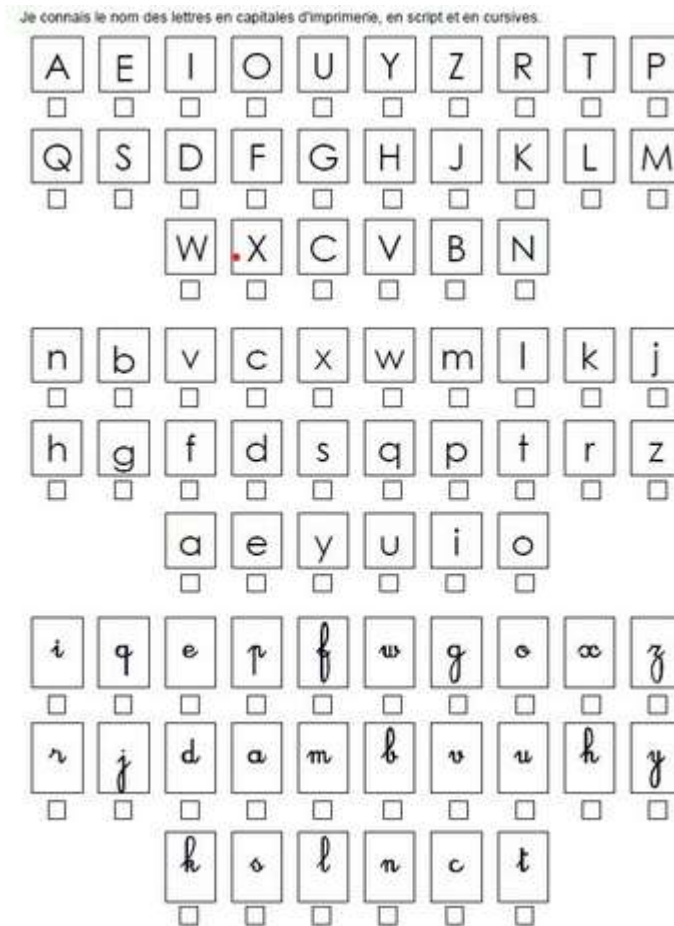 Je connais le nom des lettres en capitales d'imprimerie, en script et en cursives.
A E I O U Y Z R T P
Q S D F G H J K L M
W X C V B N
n b v c x w m l k j
h g f d s q p t r z
a e y u i o
i q e p f w g o x z
r j d a m b v u h y
k s l n c t